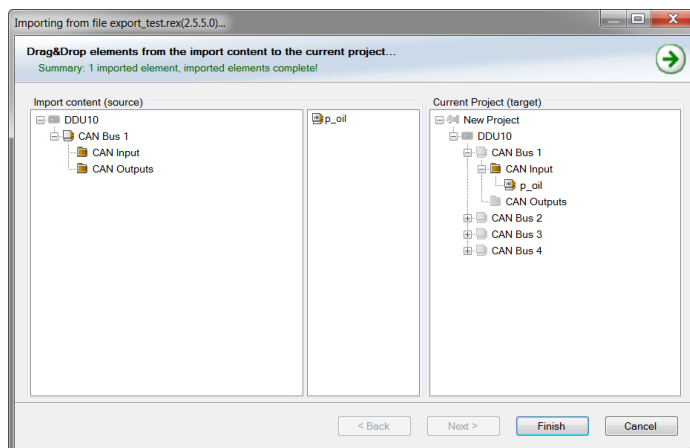 Importing from file export_test.rex(2.5.5.0)...
Drag&Drop elements from the import content to the current project...
Summary: 1 imported element, imported elements complete!
Import content (source)
DDU10
CAN Bus 1
CAN Input
CAN Outputs
p_oil
Current Project (target)
New Project
DDU10
CAN Bus 1
CAN Input
p_oil
CAN Outputs
CAN Bus 2
CAN Bus 3
CAN Bus 4
< Back
Next >
Finish
Cancel